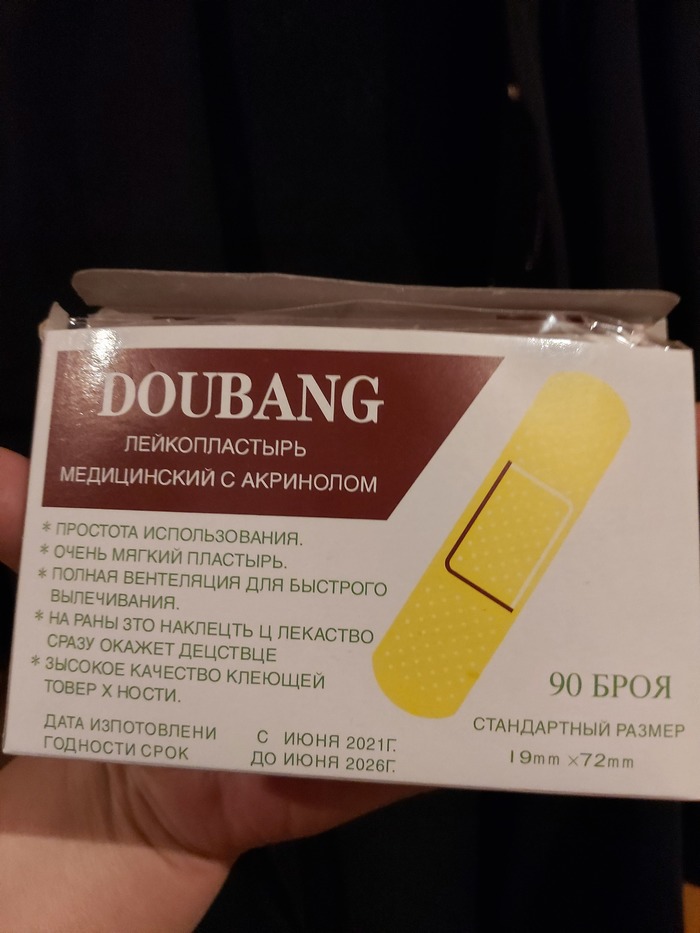 DOUBANG
ЛЕЙКОПЛАСТЫРЬ
МЕДИЦИНСКИЙ С АКРИНОЛОМ
* ПРОСТОТА ИСПОЛЬЗОВАНИЯ.
* ОЧЕНЬ МЯГКИЙ ПЛАСТЫРЬ.
* ПОЛНАЯ ВЕНТЕЛЯЦИЯ ДЛЯ БЫСТРОГО
ВЫЛЕЧИВАНИЯ.
* НА РАНЫ ЗТО НАКЛЕЦТЬ Ц ЛЕКАСТВО
СРАЗУ ОКАЖЕТ ДЕЦСТВЦЕ
* ЗЫСОКОЕ КАЧЕСТВО КЛЕЮЩЕЙ
ТОВЕР Х НОСТИ.
ДАТА ИЗПОТОВЛЕНИ С ИЮНЯ 2021Г.
ГОДНОСТИ СРОК ДО ИЮНЯ 2026Г.
90 БРОЯ
СТАНДАРТНЫЙ РАЗМЕР
19mm ×72mm